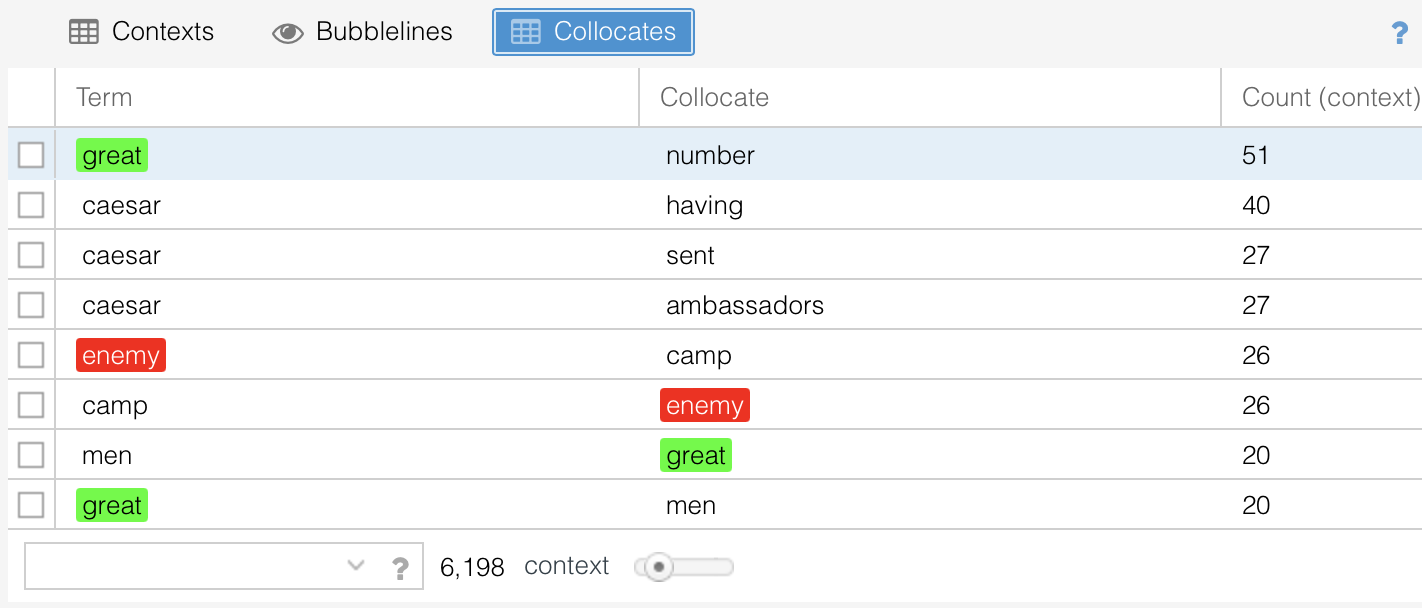 Contexts Bubblelines Collocates ?
Term Collocate Count (context)
great number 51
caesar having 40
caesar sent 27
caesar ambassadors 27
enemy camp 26
camp enemy 26
men great 20
great men 20
? 6,198 context